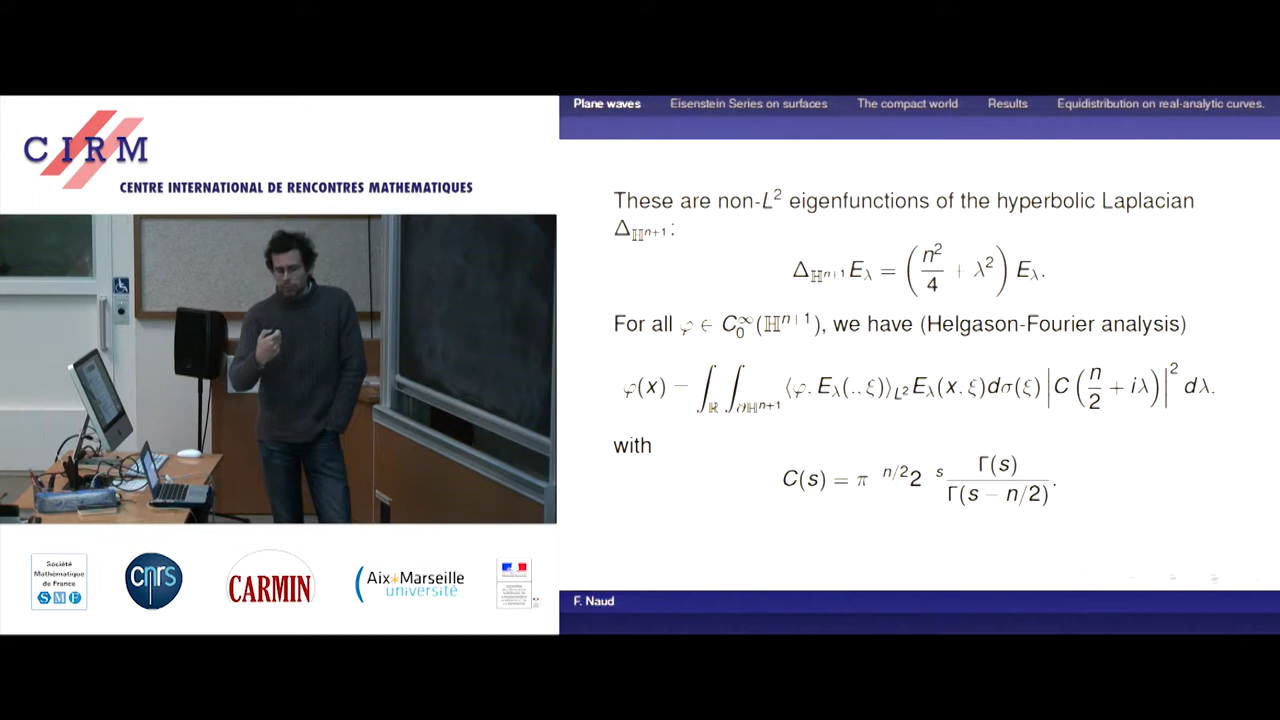 CIRM
CENTRE INTERNATIONAL DE RENCONTRES MATHEMATIQUES
Plane waves Eisenstein Series on surfaces The compact world Results Equidistribution on real-analytic curves.
These are non-L² eigenfunctions of the hyperbolic Laplacian
Δ_{ℍ^{n+1}}:
Δ_{ℍ^{n+1}} E_λ = (n²/4 + λ²) E_λ.
For all φ ∈ C_0^∞(ℍ^{n+1}), we have (Helgason-Fourier analysis)
φ(x) = ∫_ℝ ∫_{∂ℍ^{n+1}} ⟨φ, E_λ(., ξ)⟩_{L²} E_λ(x, ξ)dσ(ξ) |C(n/2 + iλ)|² dλ.
with
C(s) = π^{n/2} 2^s Γ(s)/Γ(s − n/2).
F. Naud
Société
Mathématique
de France
SMF
cnrs
CARMIN
Aix*Marseille
université